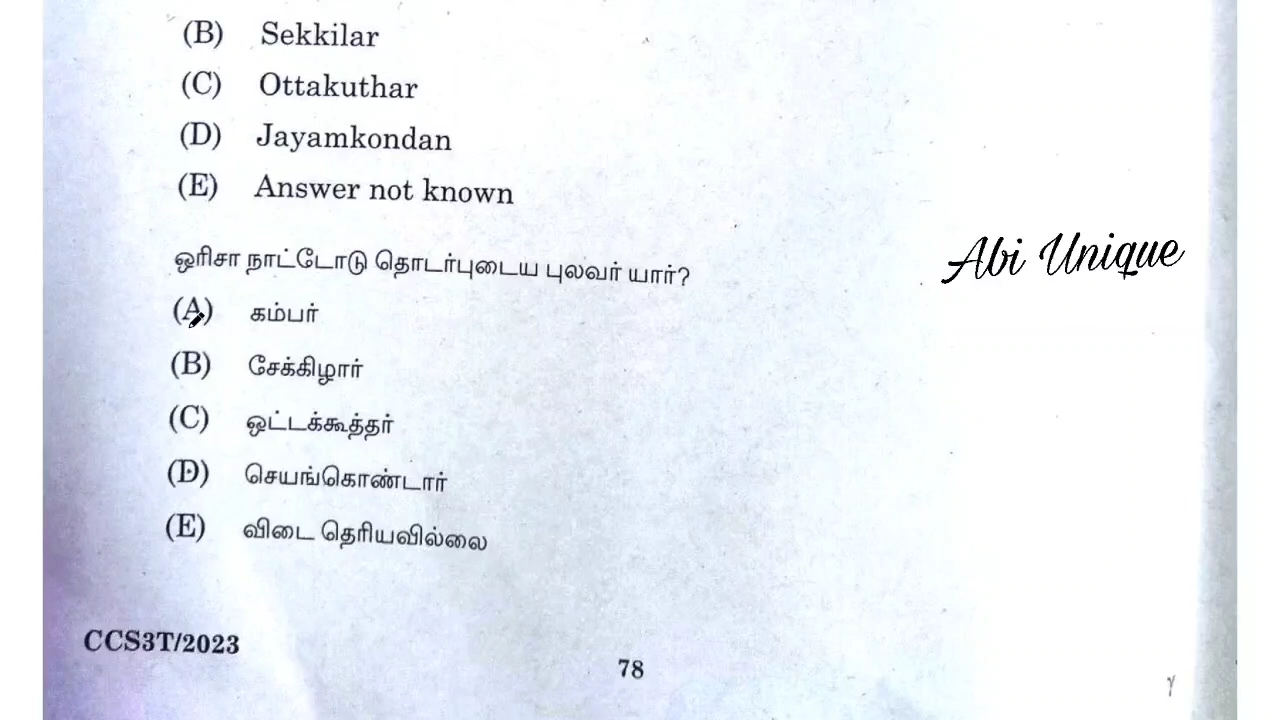 (B) Sekkilar
(C) Ottakuthar
(D) Jayamkondan
(E) Answer not known
ஒரிசா நாட்டோடு தொடர்புடைய புலவர் யார்?
Abi Unique
(A) கம்பர்
(B) சேக்கிழார்
(C) ஒட்டக்கூத்தர்
(D) செயங்கொண்டார்
(E) விடை தெரியவில்லை
CCS3T/2023
78